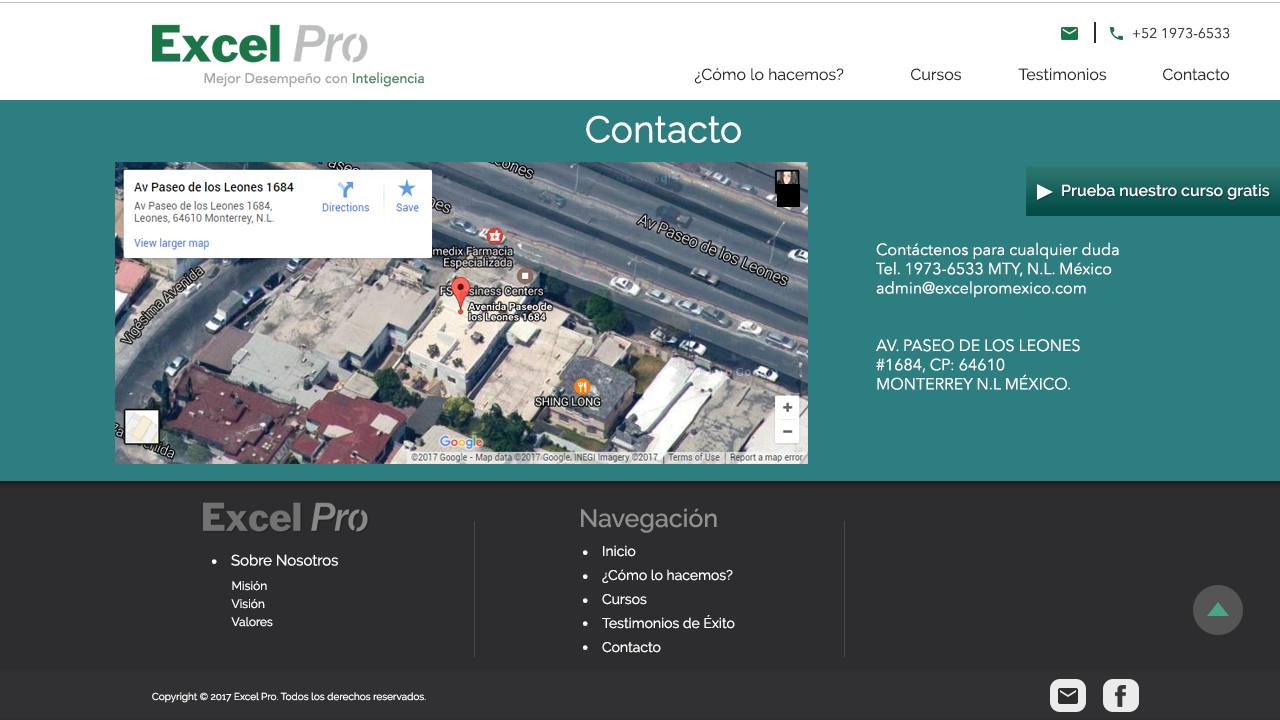 Excel Pro
Mejor Desempeño con Inteligencia
+52 1973-6533
¿Cómo lo hacemos?
Cursos
Testimonios
Contacto
Contacto
Av Paseo de los Leones 1684
Av Paseo de los Leones 1684,
Leones, 64610 Monterrey, N.L.
Directions
Save
View larger map
Av Paseo de los Leones
Vigésima Avenida
medix Farmacia
Especializada
Business Centers
Avenida Paseo de
los Leones 1684
SHING LONG
Google
©2017 Google - Map data ©2017 Google, INEGI Imagery ©2017
Terms of Use
Report a map error
Prueba nuestro curso gratis
Contáctenos para cualquier duda
Tel. 1973-6533 MTY, N.L. México
admin@excelpromexico.com
AV. PASEO DE LOS LEONES
#1684, CP: 64610
MONTERREY N.L MÉXICO.
Excel Pro
Sobre Nosotros
Misión
Visión
Valores
Navegación
Inicio
¿Cómo lo hacemos?
Cursos
Testimonios de Éxito
Contacto
Copyright © 2017 Excel Pro. Todos los derechos reservados.